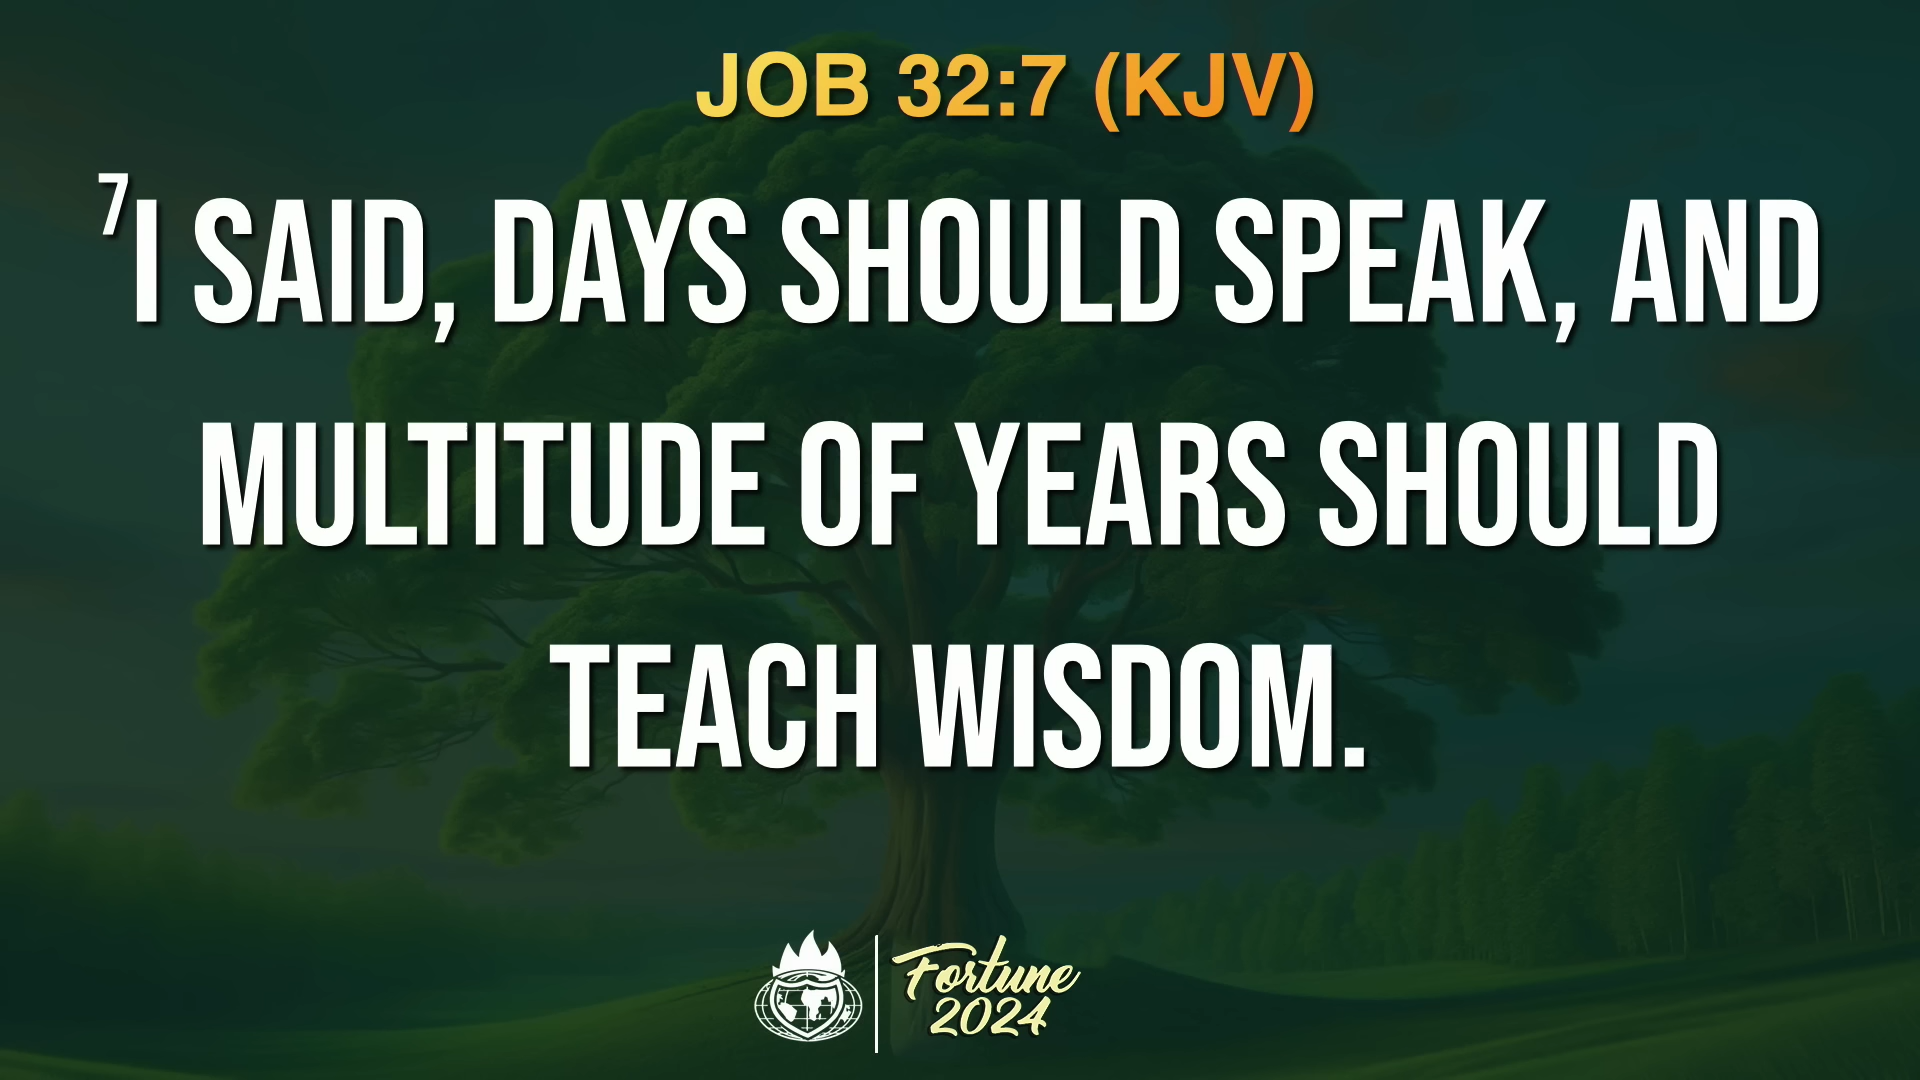 JOB 32:7 (KJV)
7I SAID, DAYS SHOULD SPEAK, AND
MULTITUDE OF YEARS SHOULD
TEACH WISDOM.
Fortune
2024